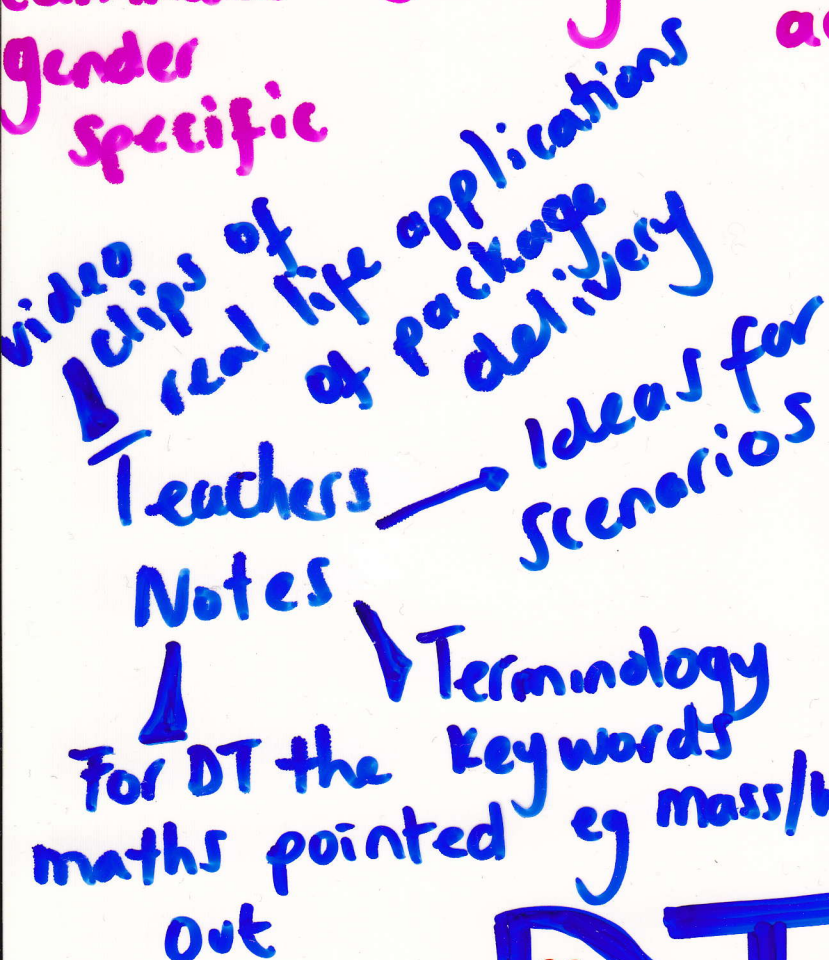 gender
specific
video
clips of
real life applications
of package
delivery
Teachers
Notes
Ideas for
scenarios
Terminology
keywords
eg mass/
For DT the
maths pointed
out
DT